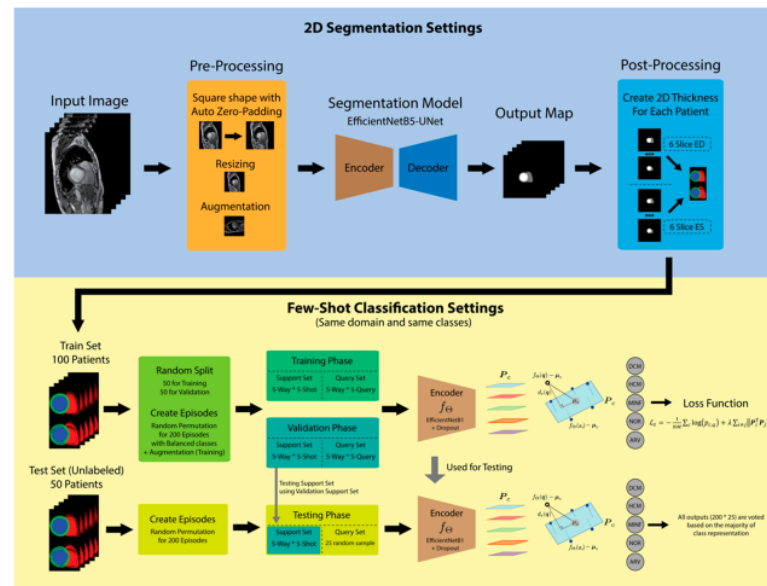 2D Segmentation Settings
Input Image
Pre-Processing
Square shape with
Auto Zero-Padding
Resizing
Augmentation
Segmentation Model
EfficientNetB5-UNet
Encoder
Decoder
Output Map
Post-Processing
Create 2D Thickness
For Each Patient
6 Slice ED
6 Slice ES
Few-Shot Classification Settings
(Same domain and same classes)
Train Set
100 Patients
Random Split
50 for Training
50 for Validation
Create Episodes
Random Permutation
for 200 Episodes
with Balanced classes
+ Augmentation (Training)
Training Phase
Support Set
5-Way * 5-Shot
Query Set
5-Way * 5-Query
Validation Phase
Support Set
5-Way * 5-Shot
Query Set
5-Way * 5-Query
Encoder
fΘ
EfficientNetB1
+ Dropout
Pc
DCM
HCM
MINF
NOR
ARV
Loss Function
Used for Testing
Testing Support Set
using Validation Support Set
Test Set (Unlabeled)
50 Patients
Create Episodes
Random Permutation
for 200 Episodes
Testing Phase
Support Set
5-Way * 5-Shot
Query Set
25 random sample
Encoder
fΘ
EfficientNetB1
+ Dropout
Pc
DCM
HCM
MINF
NOR
ARV
All outputs (200 * 25) are voted
based on the majority of
class representation